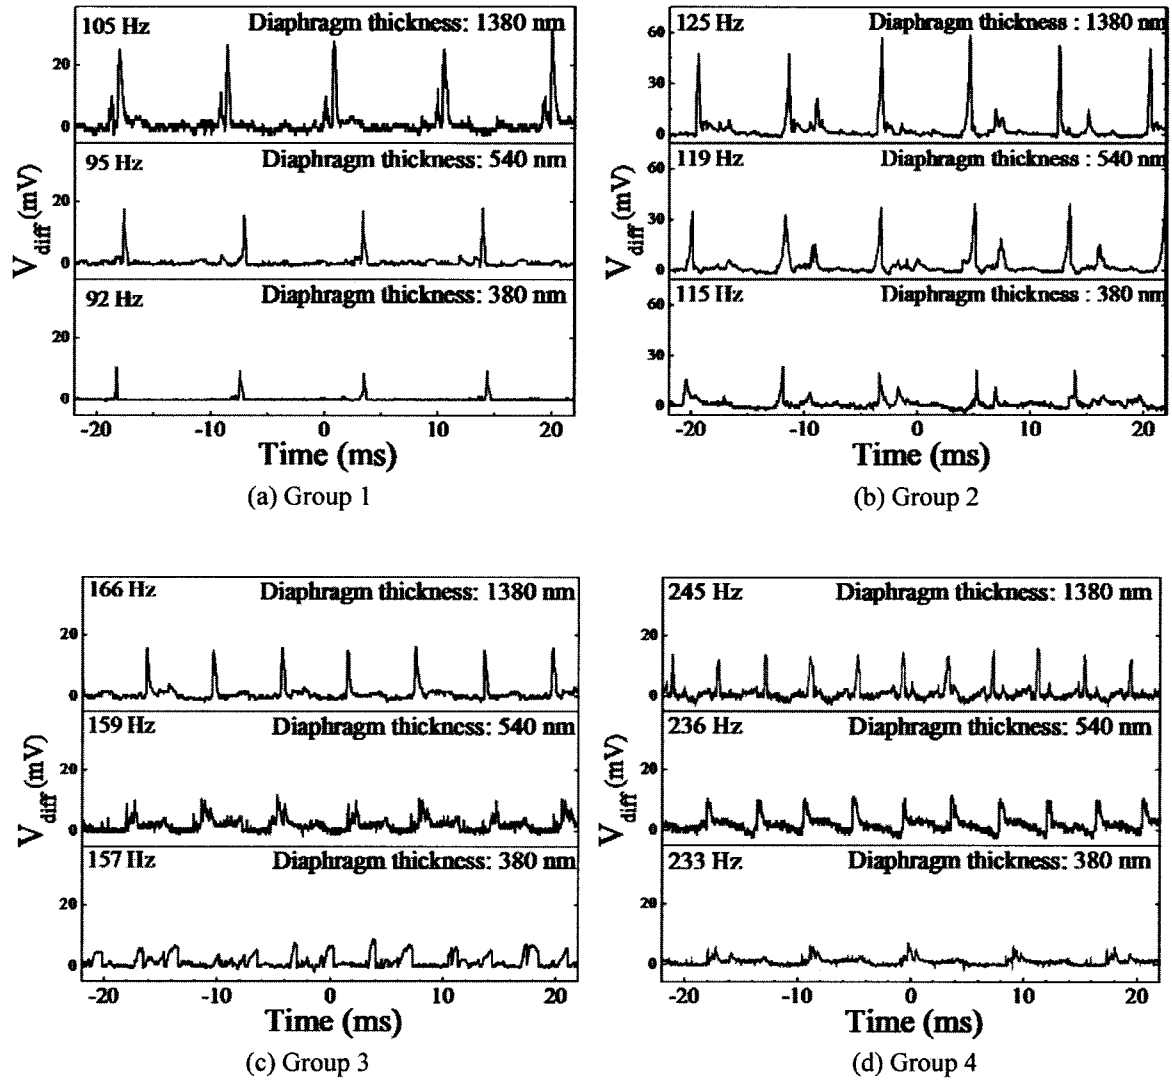 105 Hz Diaphragm thickness: 1380 nm
20
0
95 Hz Diaphragm thickness: 540 nm
20
0
92 Hz Diaphragm thickness: 380 nm
20
0
V_diff (mV)
-20 -10 0 10 20
Time (ms)
(a) Group 1
125 Hz Diaphragm thickness : 1380 nm
60
30
0
119 Hz Diaphragm thickness : 540 nm
60
30
0
115 Hz Diaphragm thickness : 380 nm
60
30
0
V_diff (mV)
-20 -10 0 10 20
Time (ms)
(b) Group 2
166 Hz Diaphragm thickness: 1380 nm
20
0
159 Hz Diaphragm thickness: 540 nm
20
0
157 Hz Diaphragm thickness: 380 nm
20
0
V_diff (mV)
-20 -10 0 10 20
Time (ms)
(c) Group 3
245 Hz Diaphragm thickness: 1380 nm
20
0
236 Hz Diaphragm thickness: 540 nm
20
0
233 Hz Diaphragm thickness: 380 nm
20
0
V_diff (mV)
-20 -10 0 10 20
Time (ms)
(d) Group 4